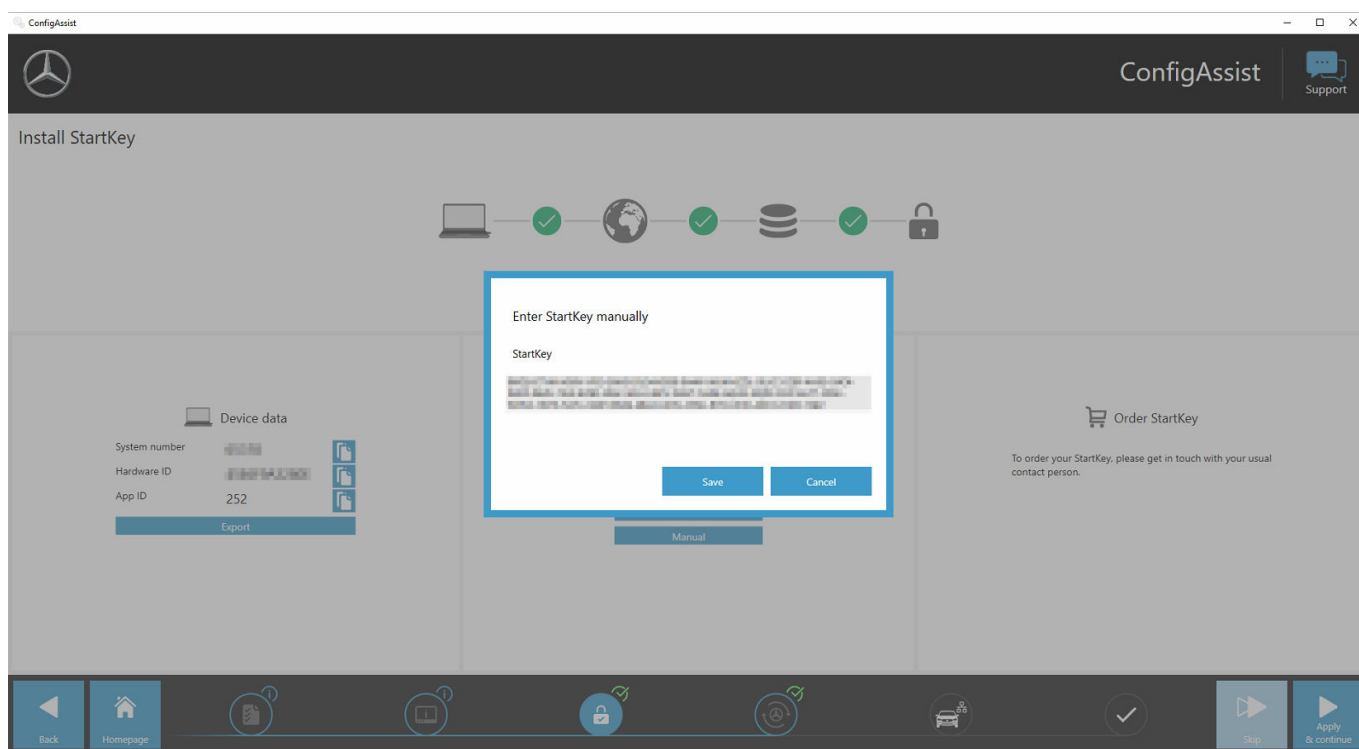 ConfigAssist
ConfigAssist
Support
Install StartKey
Enter StartKey manually
StartKey
Save
Cancel
Device data
System number
Hardware ID
App ID
252
Export
Manual
Order StartKey
To order your StartKey, please get in touch with your usual
contact person.
Back
Homepage
Skip
Apply
& continue